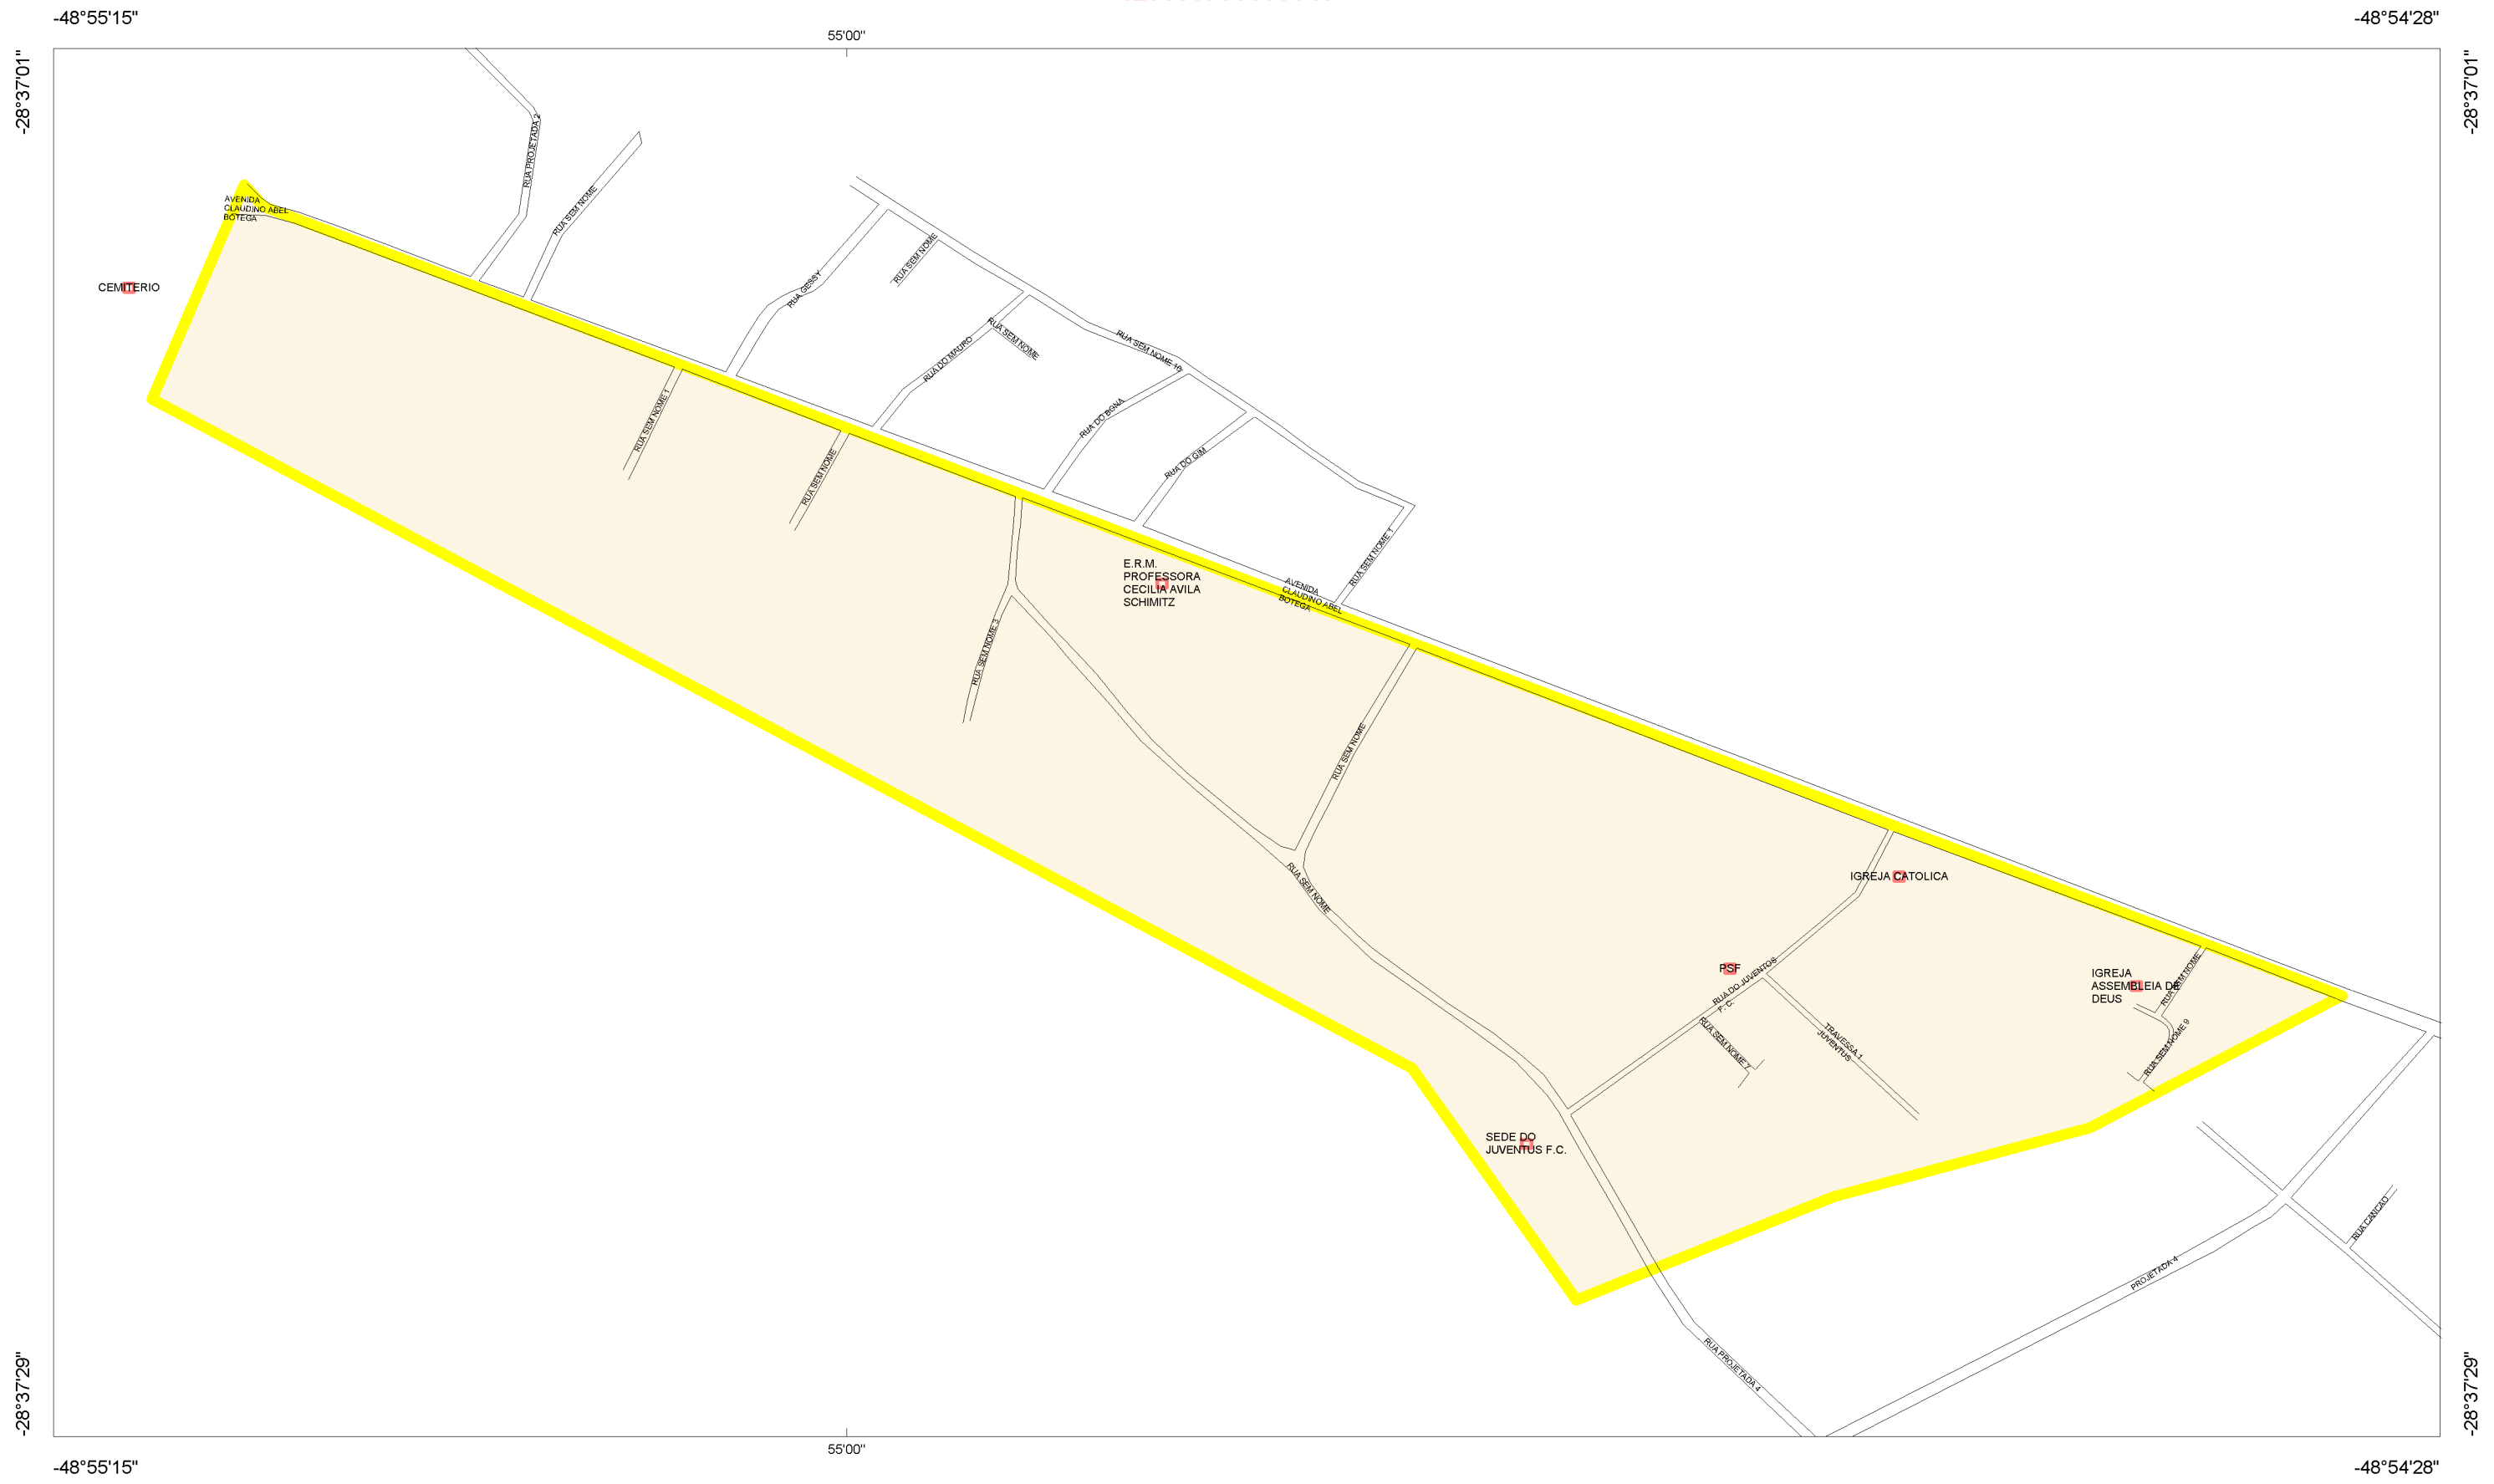 -48°55'15"
-48°54'28"
55'00"
-28°37'01"
-28°37'01"
RUA PROJETADA 2
RUA SEM NOME
AVENIDA
CLAUDINO ABEL
BOTEGA
CEMITERIO
RUA GESSY
RUA SEM NOME
RUA DO MAURO
RUA SEM NOME
RUA SEM NOME 10
RUA SEM NOME 1
RUA SEM NOME
RUA DO BGNA
RUA DO GIM
RUA SEM NOME 1
E.R.M.
PROFESSORA
CECILIA AVILA
SCHIMITZ
AVENIDA
CLAUDINO ABEL
BOTEGA
RUA SEM NOME 3
RUA SEM NOME
RUA SEM NOME
IGREJA CATOLICA
PSF
RUA DO JUVENTOS
F. C.
IGREJA
ASSEMBLEIA DE
DEUS
RUA SEM NOME
RUA SEM NOME 7
TRAVESSA 1
JUVENTUS
RUA SEM NOME 9
SEDE DO
JUVENTUS F.C.
RUA CANCAO
PROJETADA 4
RUA PROJETADA 4
-28°37'29"
-28°37'29"
55'00"
-48°55'15"
-48°54'28"